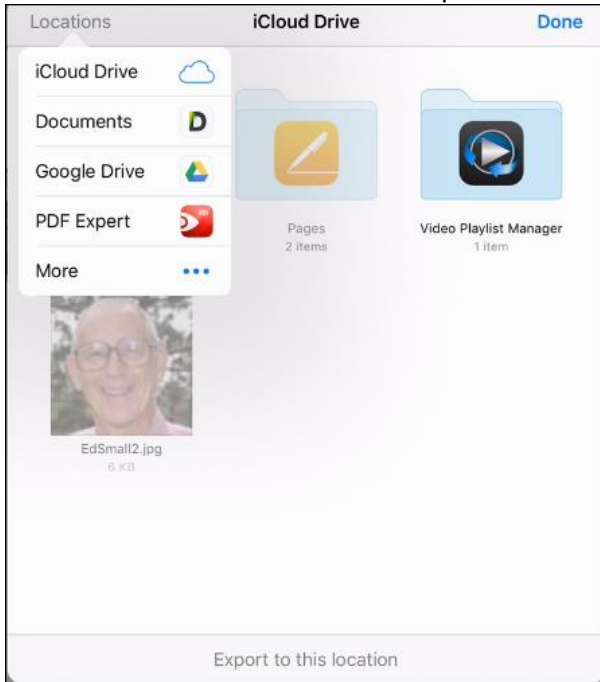 Locations
iCloud Drive
Done
iCloud Drive
Documents
D
Google Drive
PDF Expert
More
Pages
2 items
Video Playlist Manager
1 item
EdSmall2.jpg
6 KB
Export to this location